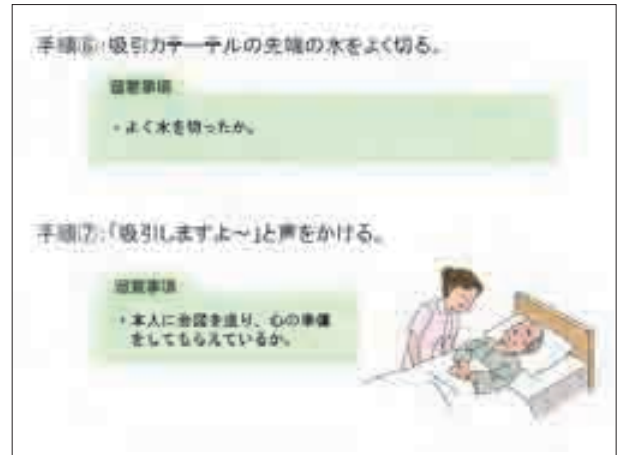 手順⑥：吸引カテーテルの先端の水をよく切る。
留意事項
・よく水を切ったか。
手順⑦：「吸引しますよ～」と声をかける。
留意事項
・本人に合図を送り、心の準備
をしてもらえているか。